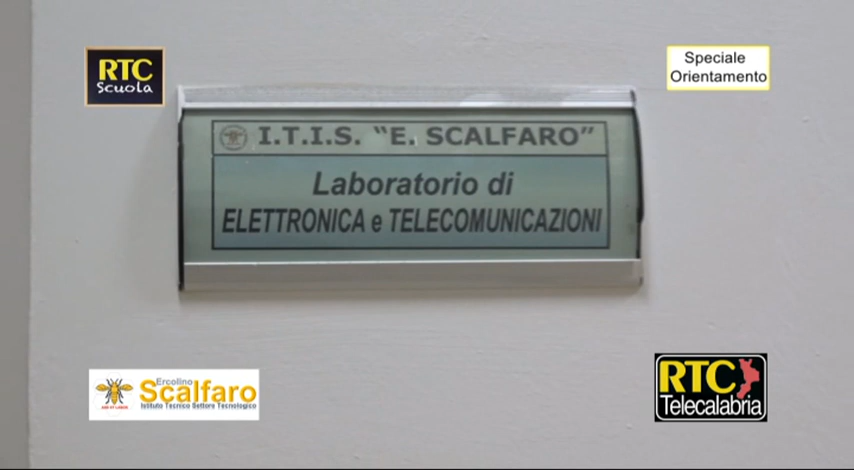 RTC
Scuola
Speciale
Orientamento
I.T.I.S. "E. SCALFARO"
Laboratorio di
ELETTRONICA e TELECOMUNICAZIONI
Ercolino
Scalfaro
Istituto Tecnico Settore Tecnologico
RTC
Telecalabria